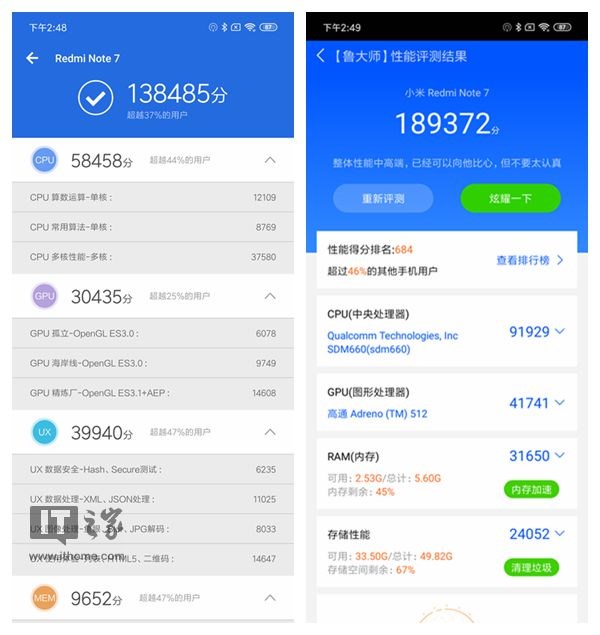 下午2:48
87
Redmi Note 7
138485分
超越37%的用户
CPU 58458分 超越44%的用户
CPU 算数运算-单核： 12109
CPU 常用算法-单核： 8769
CPU 多核性能-多核： 37580
GPU 30435分 超越25%的用户
GPU 孤立-OpenGL ES3.0： 6078
GPU 海岸线-OpenGL ES3.0： 9749
GPU 精炼厂-OpenGL ES3.1+AEP： 14608
UX 39940分 超越47%的用户
UX 数据安全-Hash、Secure测试： 6235
UX 数据处理-XML、JSON处理： 11025
UX 图像处理- JPG解码： 8033
HTML5、二维码： 14647
IT之家
www.ithome.com
MEM 9652分 超越47%的用户
下午2:49
87
【鲁大师】性能评测结果
小米 Redmi Note 7
189372分
整体性能中高端，已经可以向他比心，但不要太认真
重新评测
炫耀一下
性能得分排名:684
超过46%的其他手机用户
查看排行榜
CPU(中央处理器)
Qualcomm Technologies, Inc
SDM660(sdm660)
91929
GPU(图形处理器)
高通 Adreno (TM) 512
41741
RAM(内存)
31650
可用: 2.53G/总计: 5.60G
内存剩余: 45%
内存加速
存储性能
24052
可用: 33.50G/总计: 49.82G
存储空间剩余: 67%
清理垃圾